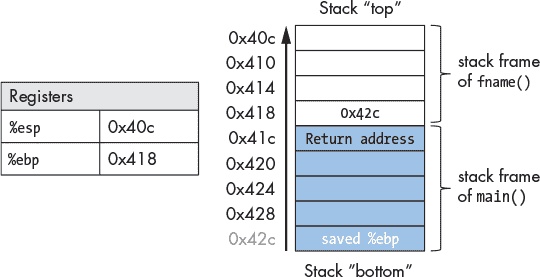 Stack “top”
Registers
%esp 0x40c
%ebp 0x418
0x40c
0x410
0x414
0x418 0x42c
0x41c Return address
0x420
0x424
0x428
0x42c saved %ebp
stack frame
of fname()
stack frame
of main()
Stack “bottom”